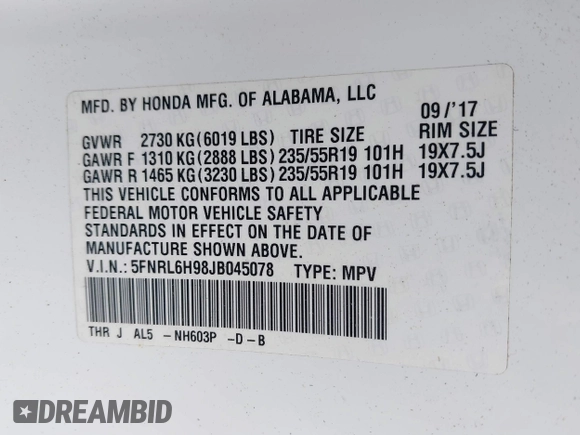 MFD. BY HONDA MFG. OF ALABAMA, LLC
09/'17
GVWR 2730 KG(6019 LBS) TIRE SIZE RIM SIZE
GAWR F 1310 KG(2888 LBS) 235/55R19 101H 19X7.5J
GAWR R 1465 KG(3230 LBS) 235/55R19 101H 19X7.5J
THIS VEHICLE CONFORMS TO ALL APPLICABLE
FEDERAL MOTOR VEHICLE SAFETY
STANDARDS IN EFFECT ON THE DATE OF
MANUFACTURE SHOWN ABOVE.
V.I.N.: 5FNRL6H98JB045078 TYPE: MPV
THR J AL5 -NH603P -D-B
DREAMBID